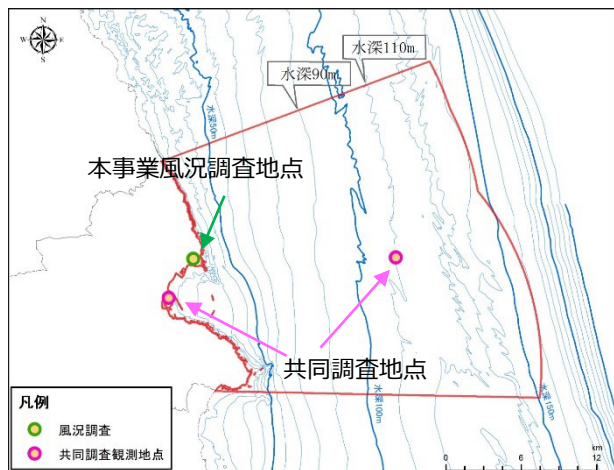 N
W E
S
水深110m
水深90m
水深50m
本事業風況調査地点
共同調査地点
水深100m
水深150m
凡例
風況調査
共同調査観測地点
km
0 6 12